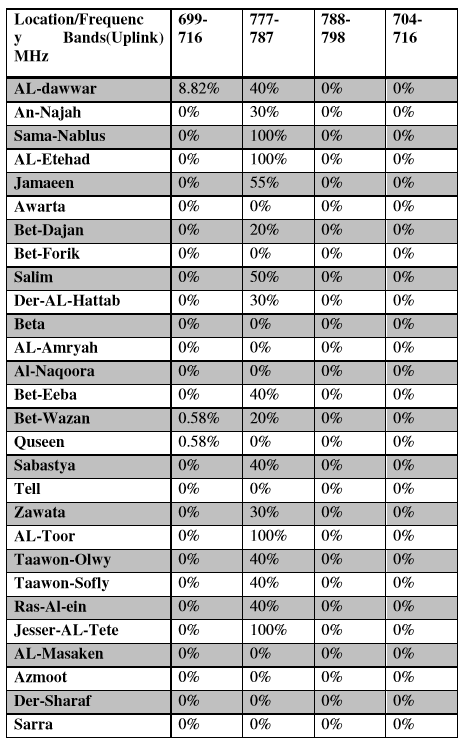 Location/Frequenc 699- 777- 788- 704-
y Bands(Uplink) 716 787 798 716
MHz
AL-dawwar 8.82% 40% 0% 0%
An-Najah 0% 30% 0% 0%
Sama-Nablus 0% 100% 0% 0%
AL-Etehad 0% 100% 0% 0%
Jamaeen 0% 55% 0% 0%
Awarta 0% 0% 0% 0%
Bet-Dajan 0% 20% 0% 0%
Bet-Forik 0% 0% 0% 0%
Salim 0% 50% 0% 0%
Der-AL-Hattab 0% 30% 0% 0%
Beta 0% 0% 0% 0%
AL-Amryah 0% 0% 0% 0%
Al-Naqoora 0% 0% 0% 0%
Bet-Eeba 0% 40% 0% 0%
Bet-Wazan 0.58% 20% 0% 0%
Quseen 0.58% 0% 0% 0%
Sabastya 0% 40% 0% 0%
Tell 0% 0% 0% 0%
Zawata 0% 30% 0% 0%
AL-Toor 0% 100% 0% 0%
Taawon-Olwy 0% 40% 0% 0%
Taawon-Sofly 0% 40% 0% 0%
Ras-Al-ein 0% 40% 0% 0%
Jesser-AL-Tete 0% 100% 0% 0%
AL-Masaken 0% 0% 0% 0%
Azmoot 0% 0% 0% 0%
Der-Sharaf 0% 0% 0% 0%
Sarra 0% 0% 0% 0%